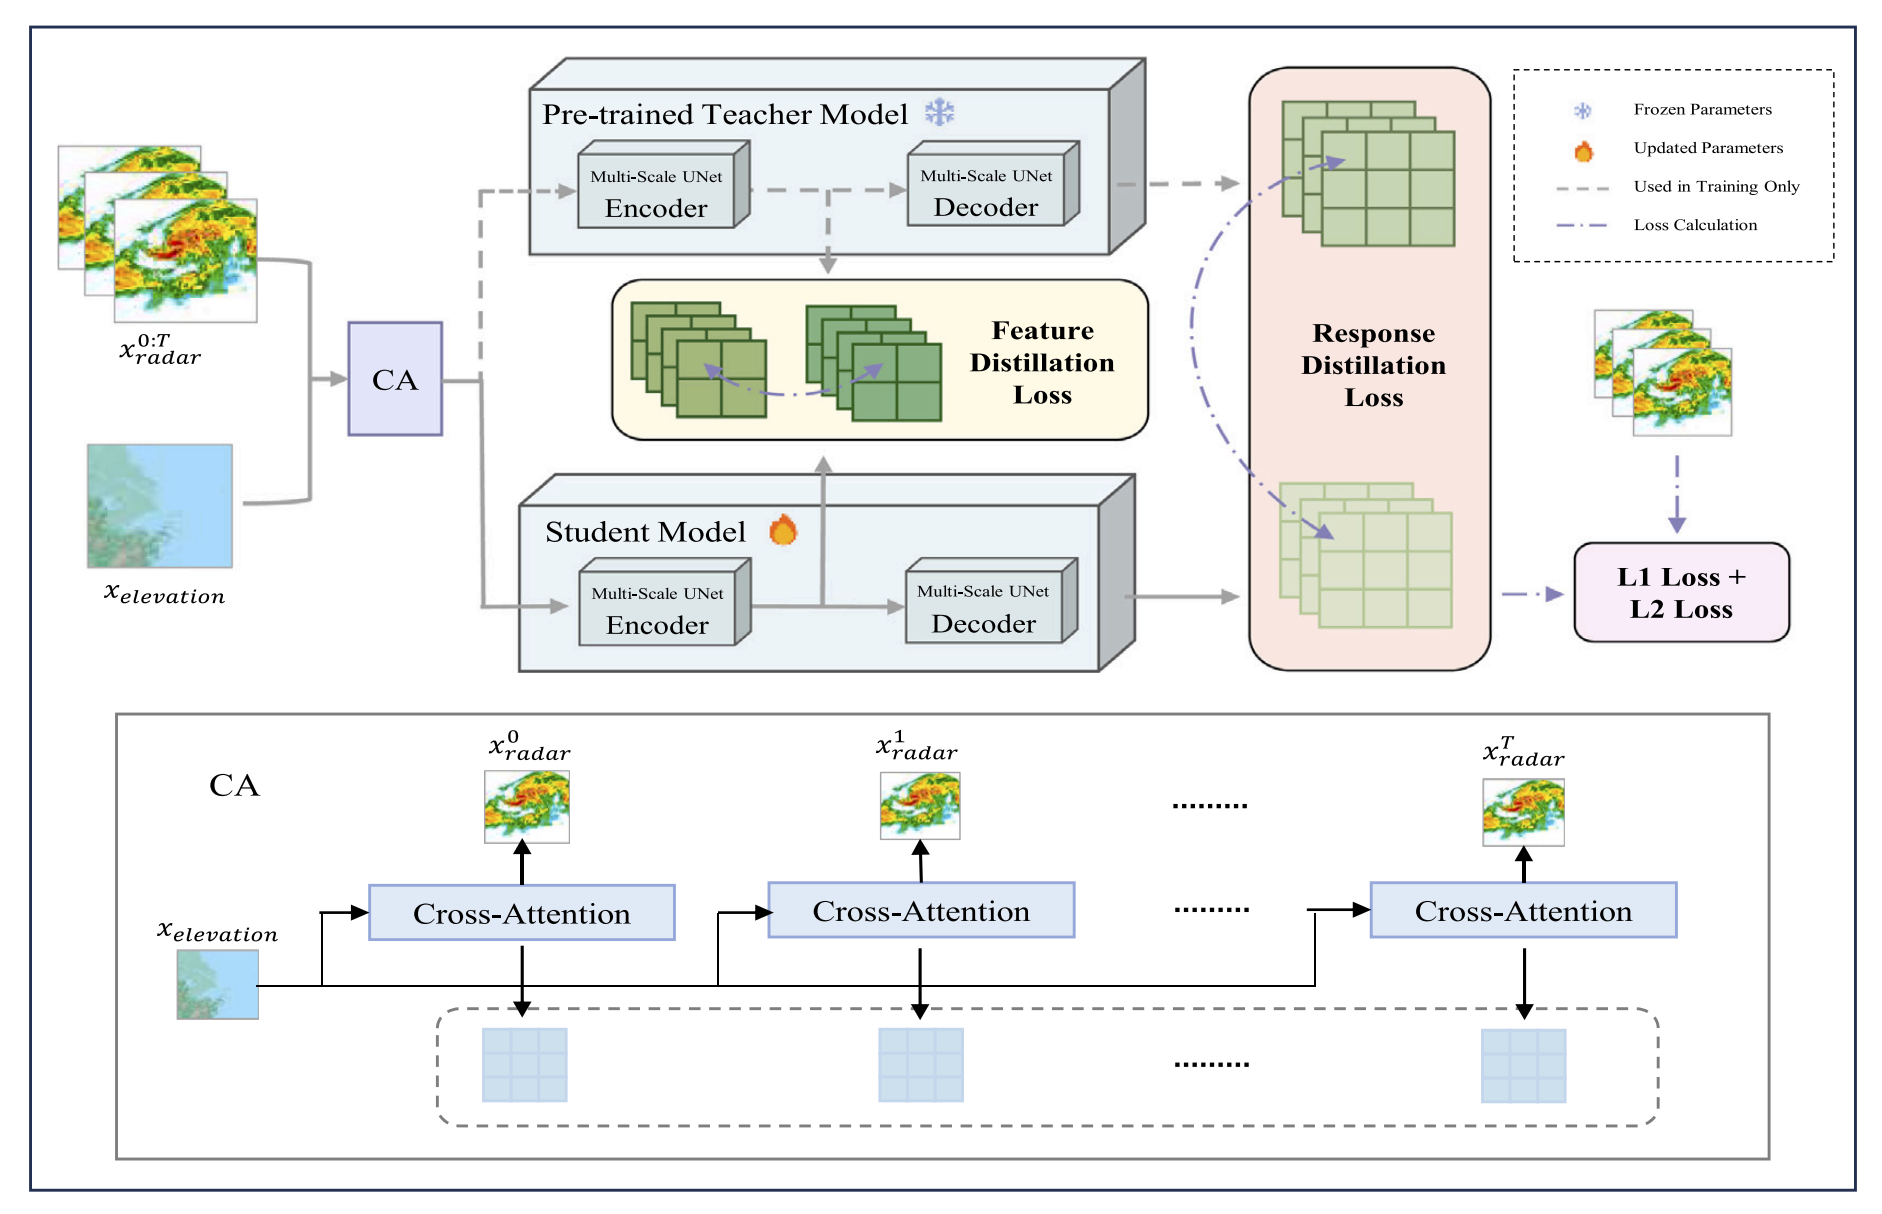 Pre-trained Teacher Model
Multi-Scale UNet
Encoder
Multi-Scale UNet
Decoder
Frozen Parameters
Updated Parameters
Used in Training Only
Loss Calculation
x_{radar}^{0:T}
CA
x_{elevation}
Feature
Distillation
Loss
Response
Distillation
Loss
Student Model
Multi-Scale UNet
Encoder
Multi-Scale UNet
Decoder
L1 Loss +
L2 Loss
CA
x_{radar}^{0}
x_{radar}^{1}
.........
x_{radar}^{T}
x_{elevation}
Cross-Attention
Cross-Attention
.........
Cross-Attention
.........